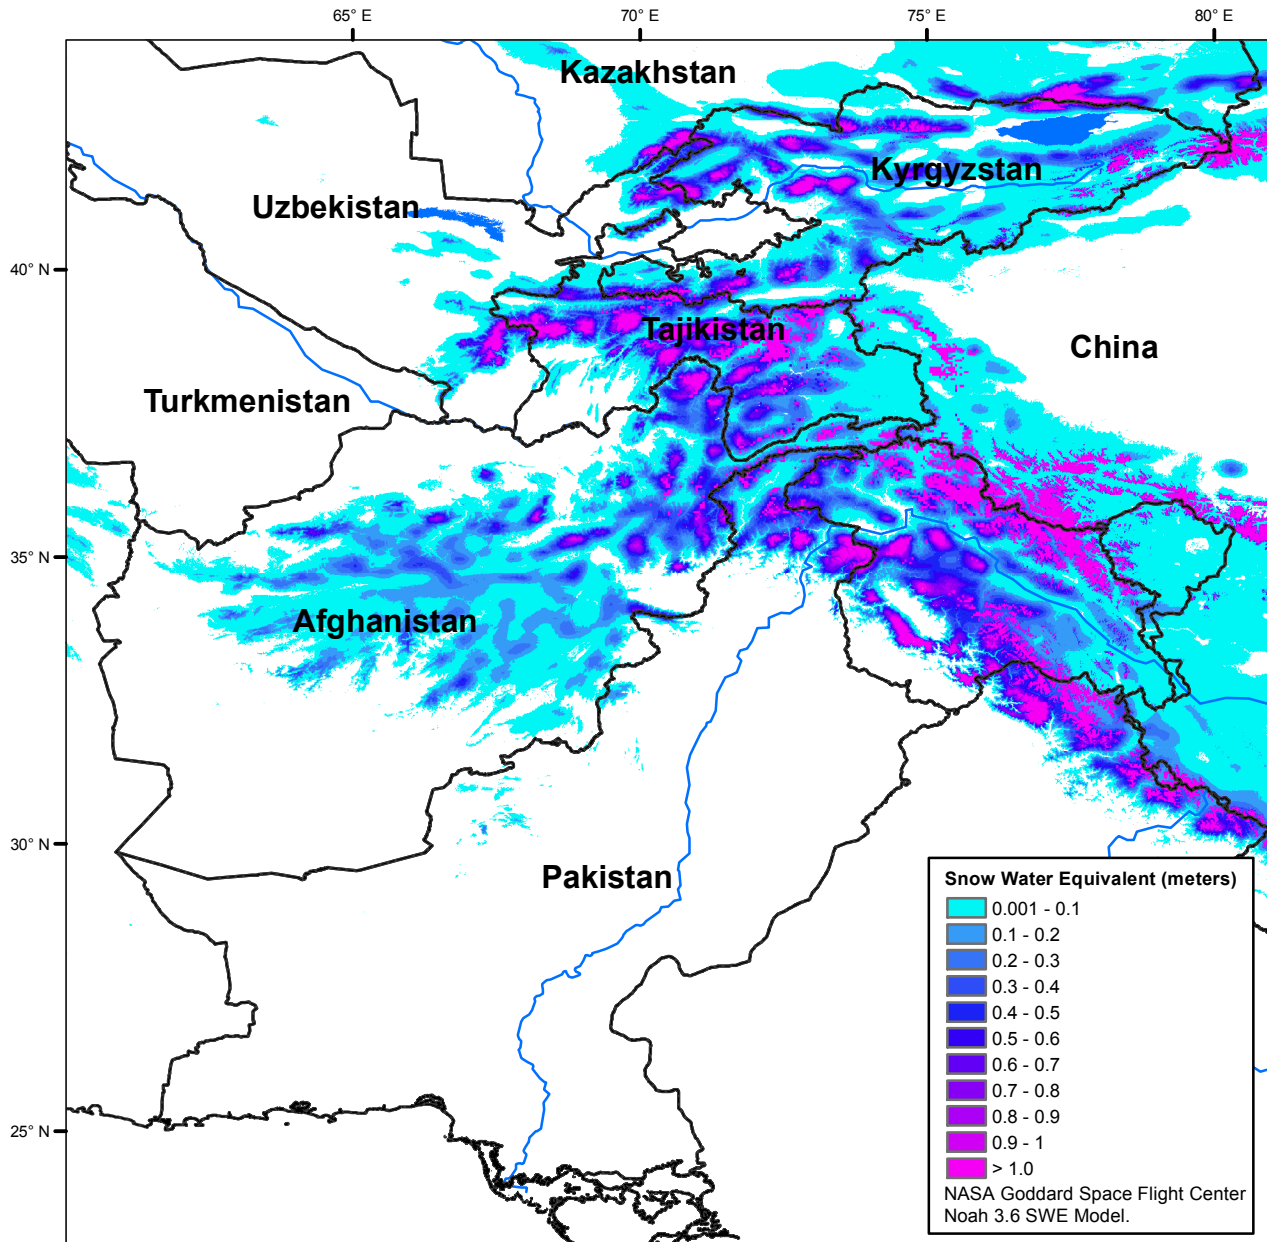 65° E
70° E
75° E
80° E
Kazakhstan
Kyrgyzstan
Uzbekistan
40° N
Tajikistan
China
Turkmenistan
35° N
Afghanistan
30° N
Pakistan
25° N
Snow Water Equivalent (meters)
0.001 - 0.1
0.1 - 0.2
0.2 - 0.3
0.3 - 0.4
0.4 - 0.5
0.5 - 0.6
0.6 - 0.7
0.7 - 0.8
0.8 - 0.9
0.9 - 1
> 1.0
NASA Goddard Space Flight Center
Noah 3.6 SWE Model.